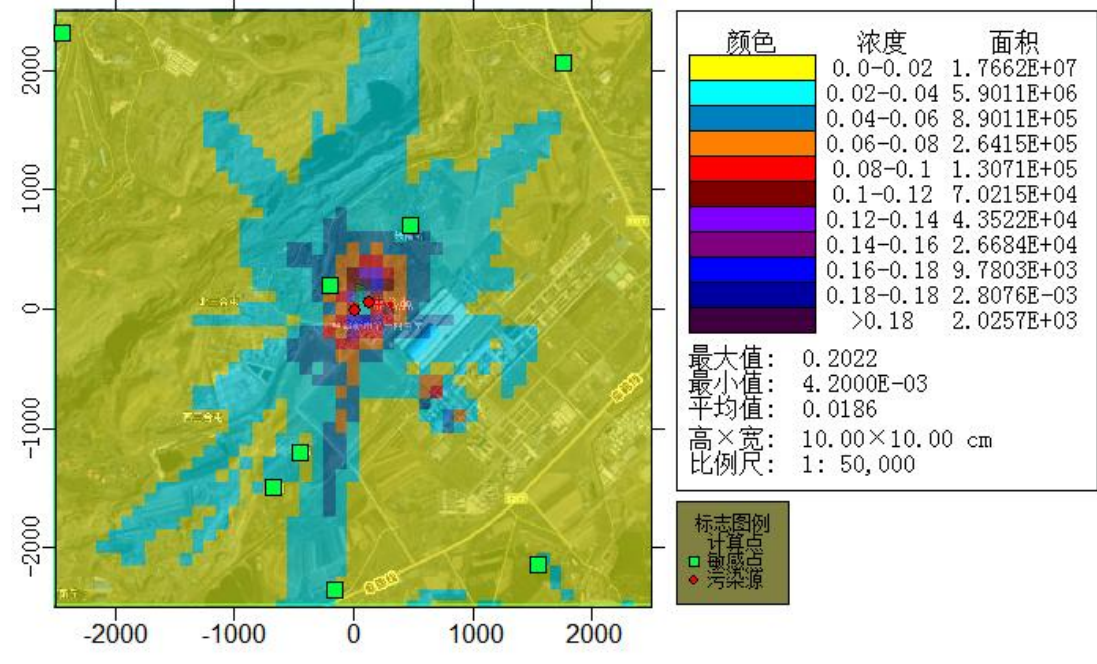 2000
1000
0
-1000
-2000
-2000 -1000 0 1000 2000
颜色 浓度 面积
0.0-0.02 1.7662E+07
0.02-0.04 5.9011E+06
0.04-0.06 8.9011E+05
0.06-0.08 2.6415E+05
0.08-0.1 1.3071E+05
0.1-0.12 7.0215E+04
0.12-0.14 4.3522E+04
0.14-0.16 2.6684E+04
0.16-0.18 9.7803E+03
0.18-0.18 2.8076E-03
>0.18 2.0257E+03
最大值: 0.2022
最小值: 4.2000E-03
平均值: 0.0186
高×宽: 10.00×10.00 cm
比例尺: 1: 50,000
标志图例
计算点
敏感点
污染源